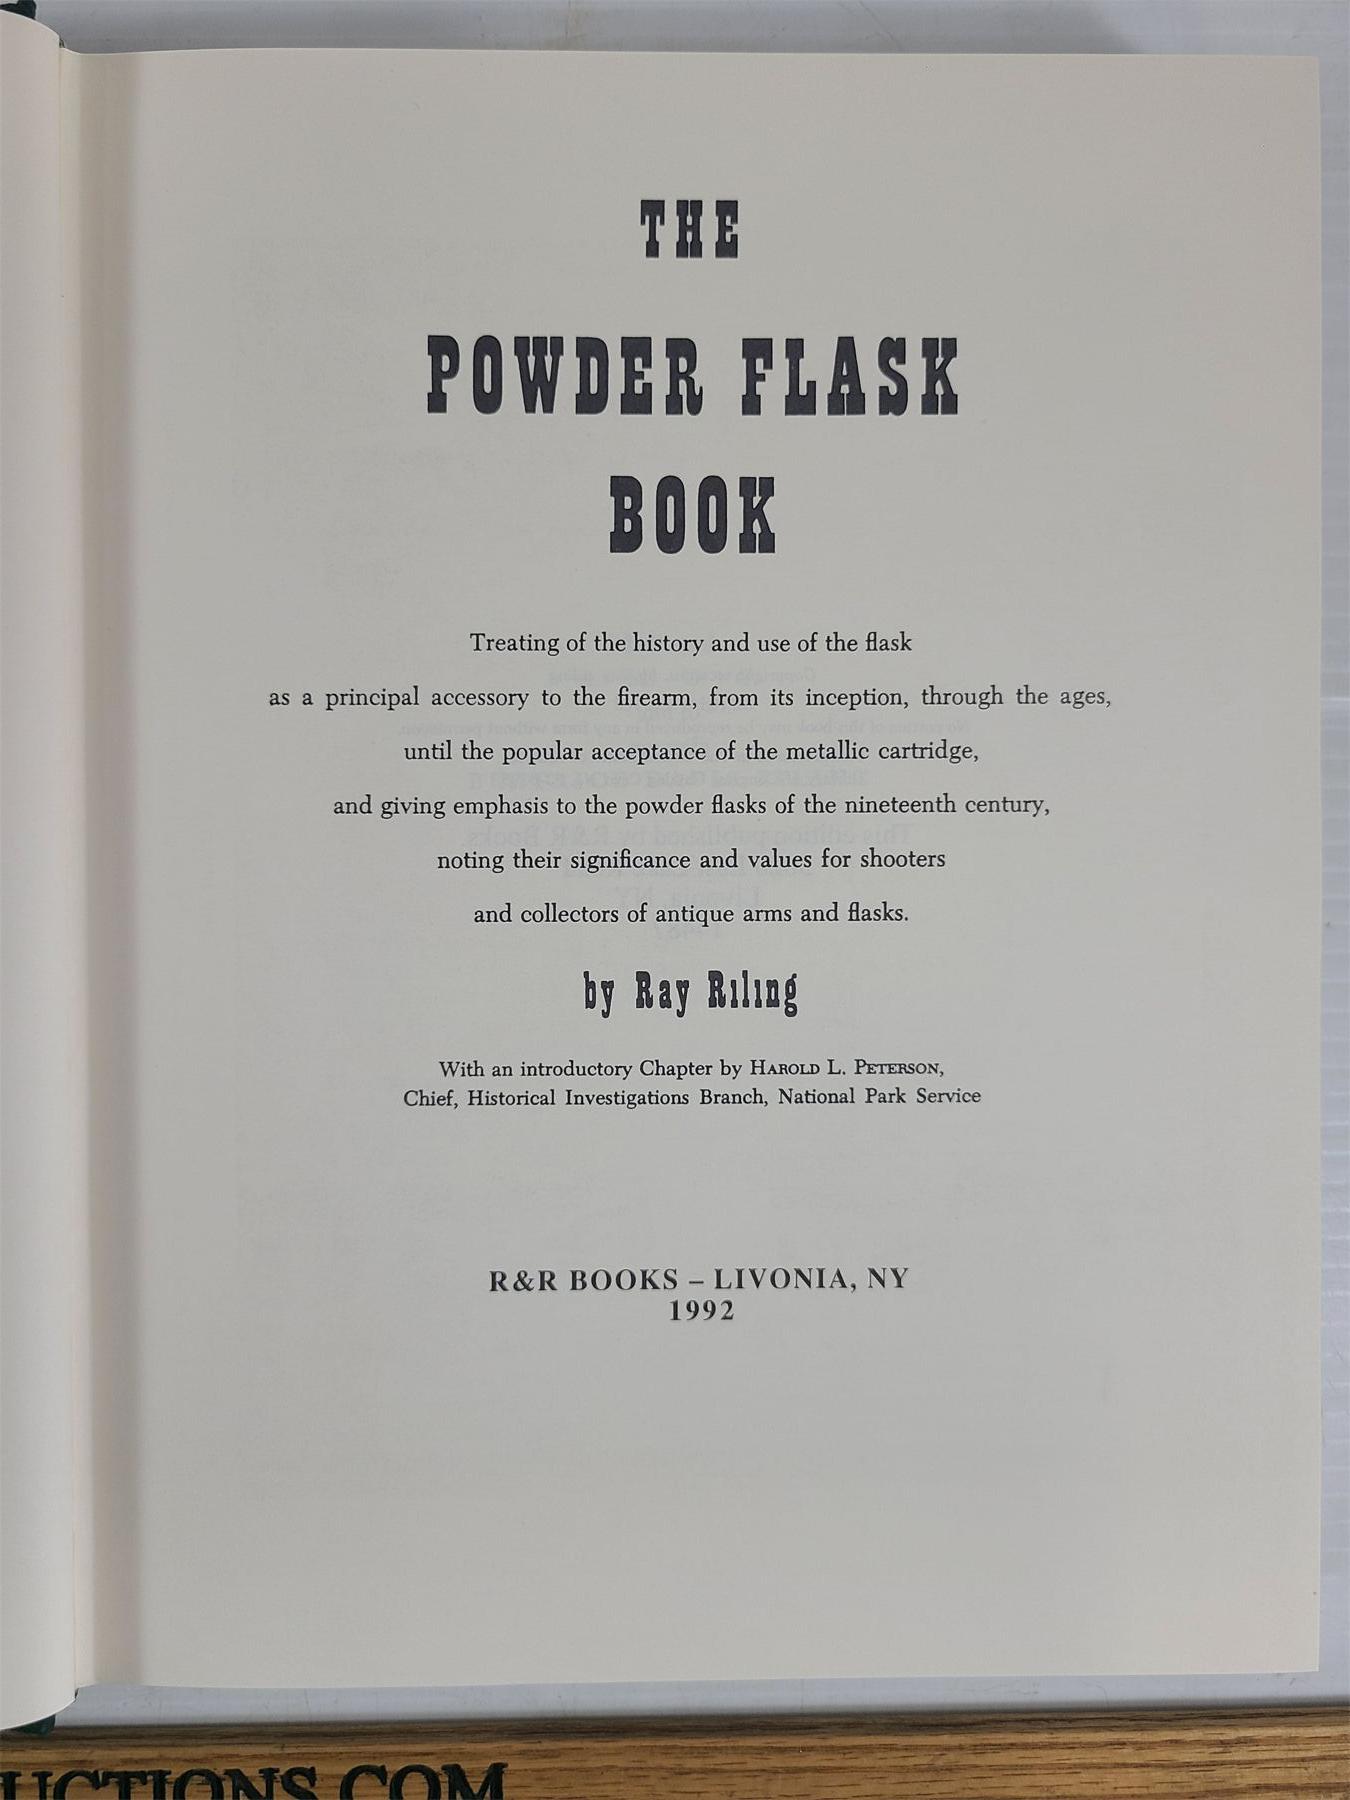 THE
POWDER FLASK
BOOK
Treating of the history and use of the flask
as a principal accessory to the firearm, from its inception, through the ages,
until the popular acceptance of the metallic cartridge,
and giving emphasis to the powder flasks of the nineteenth century,
noting their significance and values for shooters
and collectors of antique arms and flasks.
by Ray Riling
With an introductory Chapter by HAROLD L. PETERSON,
Chief, Historical Investigations Branch, National Park Service
R&R BOOKS – LIVONIA, NY
1992
UCTIONS.COM